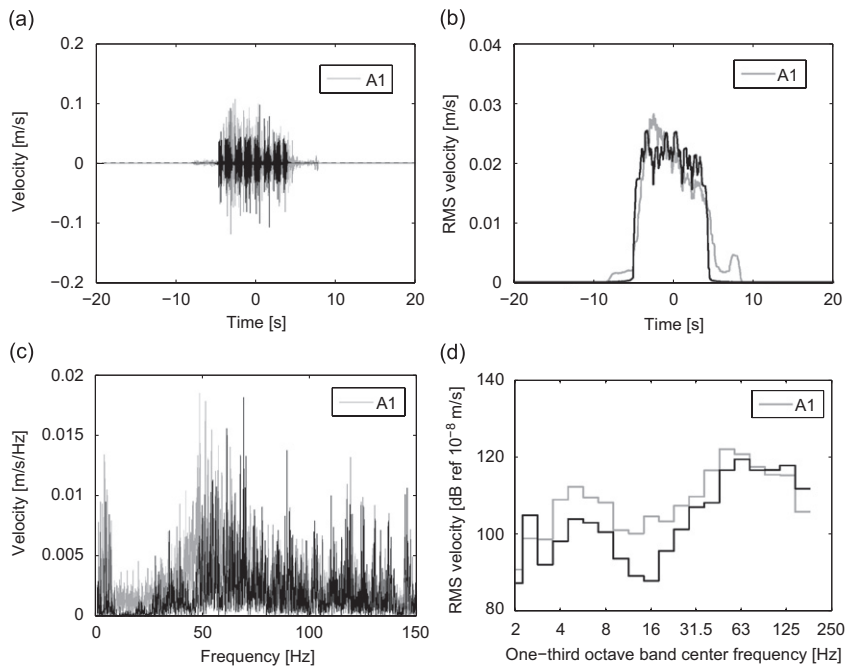 (a)
0.2
0.1
0
−0.1
−0.2
−20
−10
0
10
20
Velocity [m/s]
Time [s]
A1
(b)
0.04
0.03
0.02
0.01
0
−20
−10
0
10
20
RMS velocity [m/s]
Time [s]
A1
(c)
0.02
0.015
0.01
0.005
0
0
50
100
150
Velocity [m/s/Hz]
Frequency [Hz]
A1
(d)
140
120
100
80
2
4
8
16
31.5
63
125
250
RMS velocity [dB ref 10⁻⁸ m/s]
One-third octave band center frequency [Hz]
A1